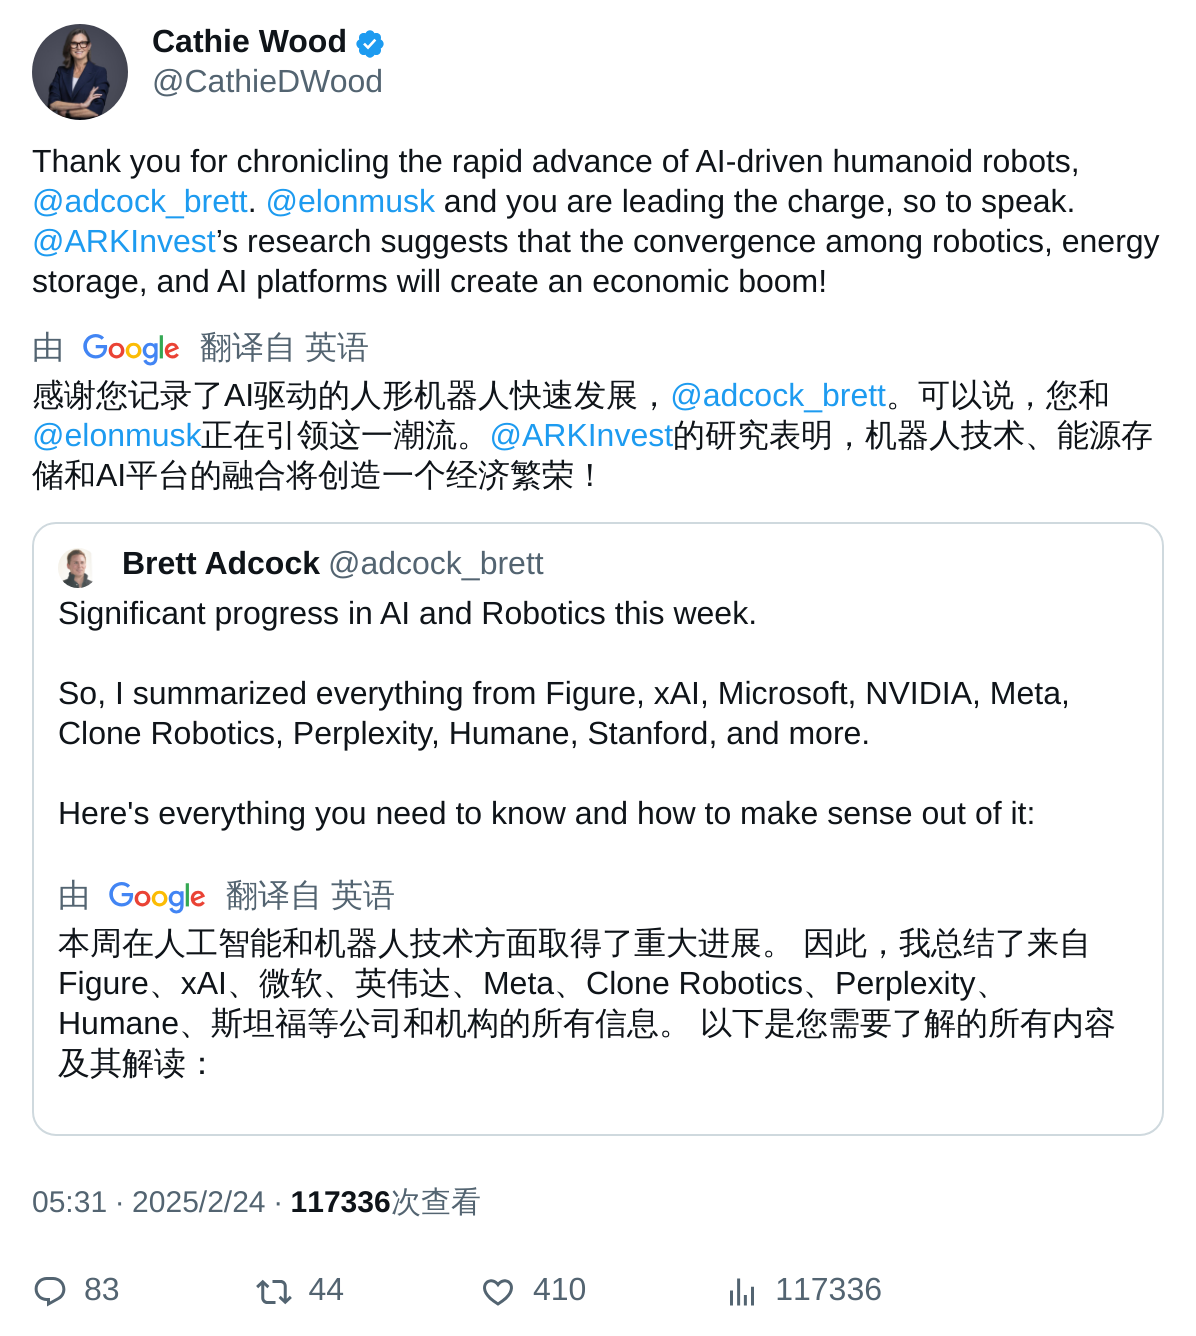 Cathie Wood
@CathieDWood
Thank you for chronicling the rapid advance of AI-driven humanoid robots,
@adcock_brett. @elonmusk and you are leading the charge, so to speak.
@ARKInvest’s research suggests that the convergence among robotics, energy
storage, and AI platforms will create an economic boom!
由 Google 翻译自 英语
感谢您记录了AI驱动的人形机器人快速发展，@adcock_brett。可以说，您和
@elonmusk正在引领这一潮流。@ARKInvest的研究表明，机器人技术、能源存
储和AI平台的融合将创造一个经济繁荣！
Brett Adcock @adcock_brett
Significant progress in AI and Robotics this week.
So, I summarized everything from Figure, xAI, Microsoft, NVIDIA, Meta,
Clone Robotics, Perplexity, Humane, Stanford, and more.
Here's everything you need to know and how to make sense out of it:
由 Google 翻译自 英语
本周在人工智能和机器人技术方面取得了重大进展。 因此，我总结了来自
Figure、xAI、微软、英伟达、Meta、Clone Robotics、Perplexity、
Humane、斯坦福等公司和机构的所有信息。 以下是您需要了解的所有内容
及其解读：
05:31 · 2025/2/24 · 117336次查看
83 44 410 117336